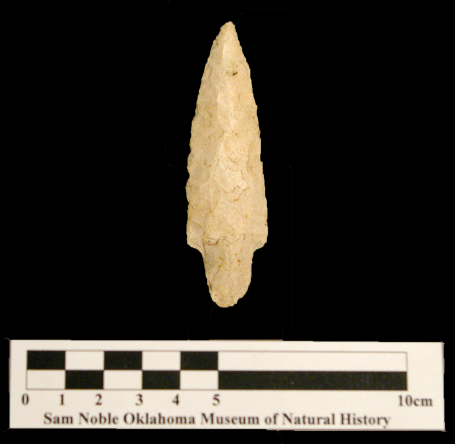 0 1 2 3 4 5 10cm
Sam Noble Oklahoma Museum of Natural History